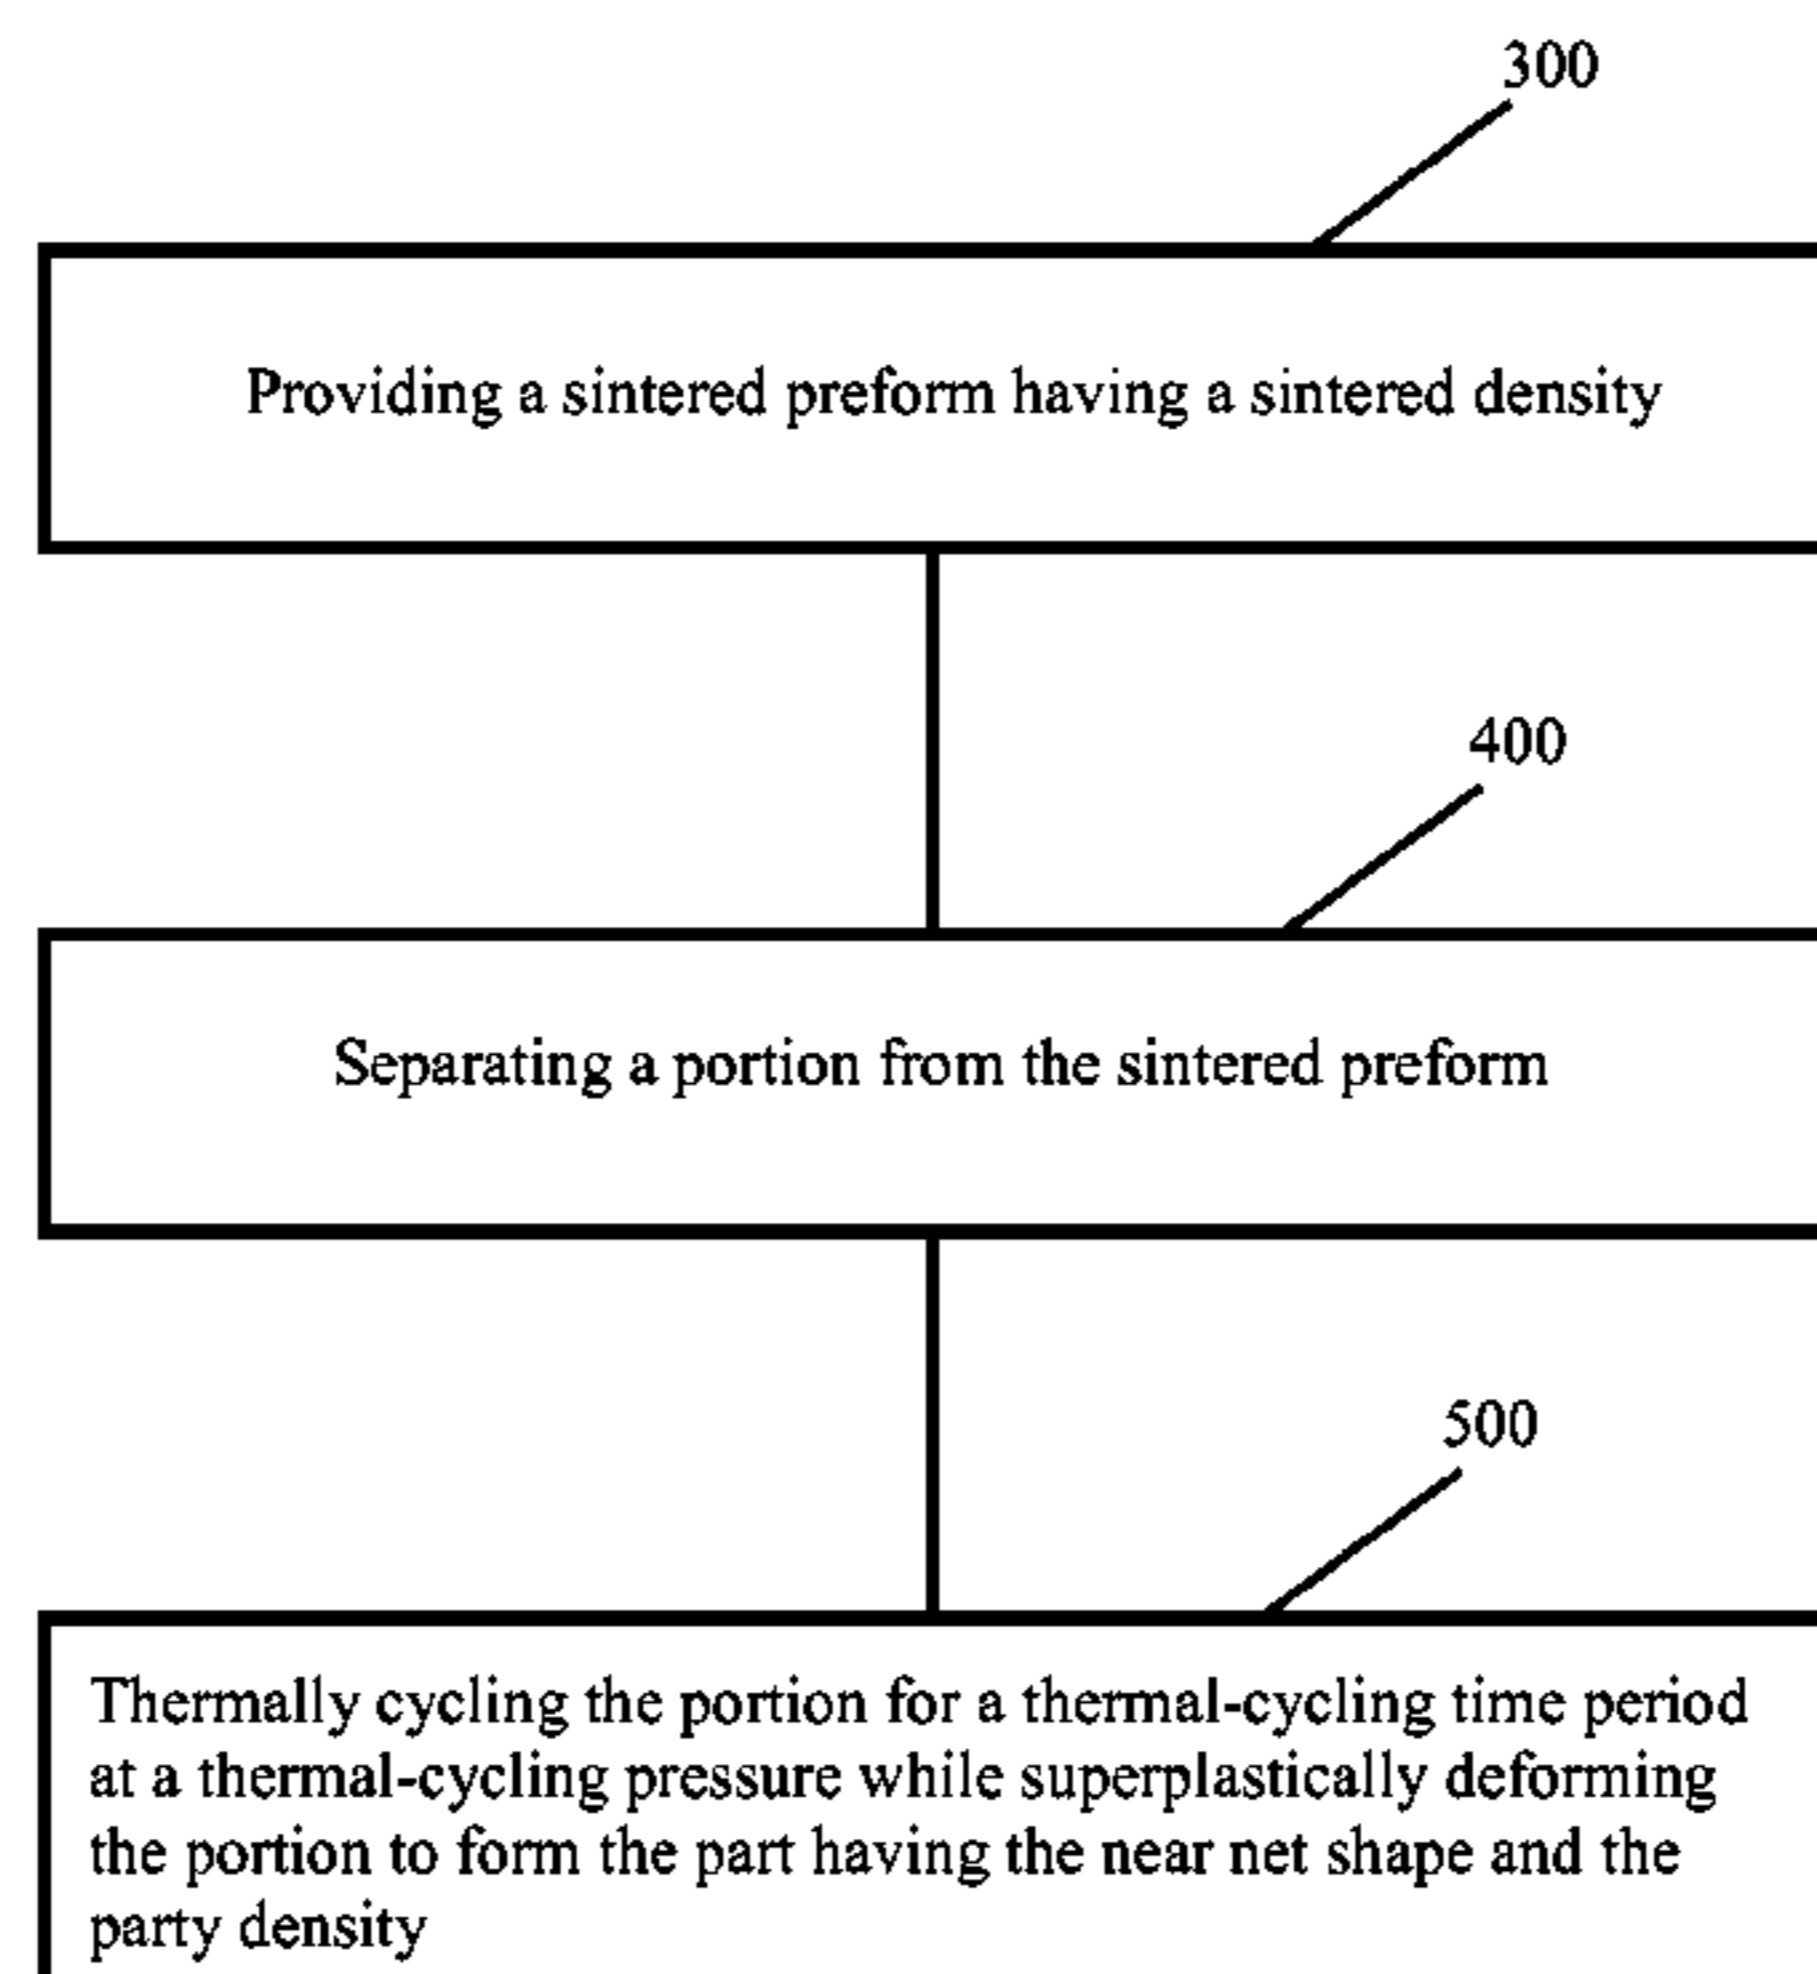 300
Providing a sintered preform having a sintered density
400
Separating a portion from the sintered preform
500
Thermally cycling the portion for a thermal-cycling time period
at a thermal-cycling pressure while superplastically deforming
the portion to form the part having the near net shape and the
party density